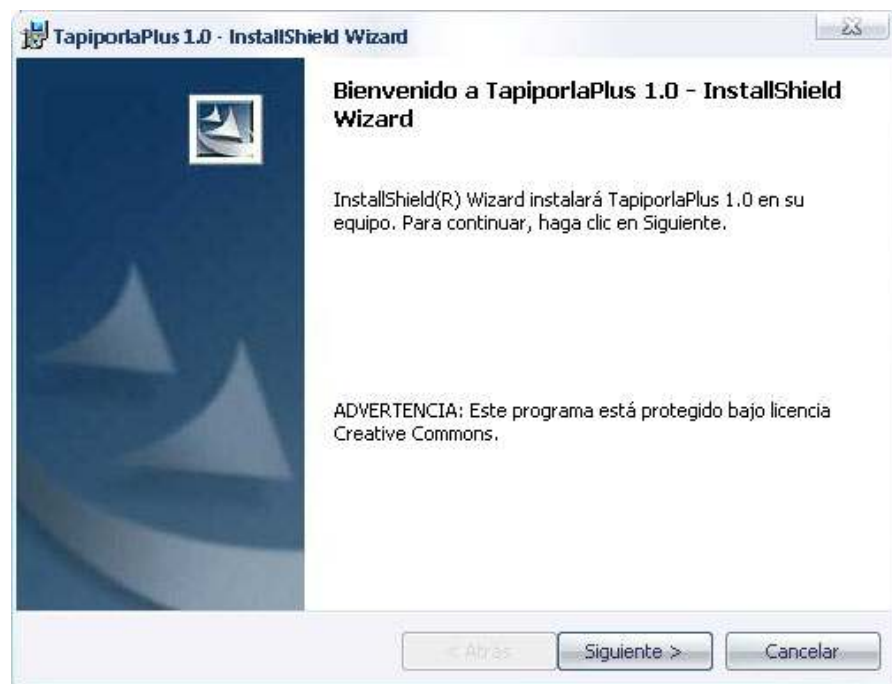 TapiporlaPlus 1.0 - InstallShield Wizard
Bienvenido a TapiporlaPlus 1.0 - InstallShield
Wizard
InstallShield(R) Wizard instalará TapiporlaPlus 1.0 en su
equipo. Para continuar, haga clic en Siguiente.
ADVERTENCIA: Este programa está protegido bajo licencia
Creative Commons.
< Atrás
Siguiente >
Cancelar